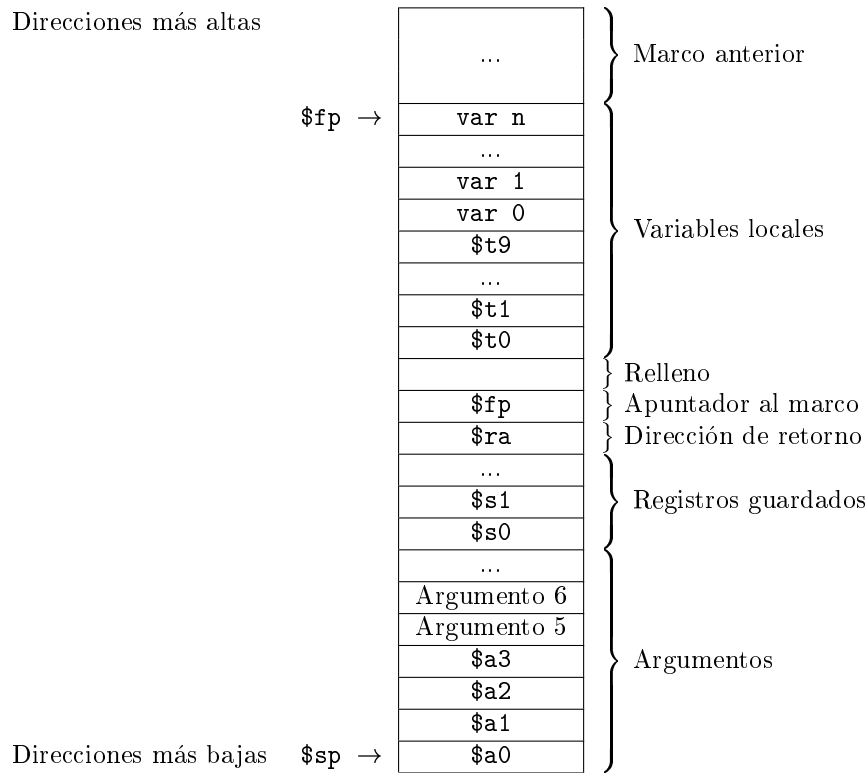 Direcciones más altas
... Marco anterior
$fp → var n
...
var 1
var 0 Variables locales
$t9
...
$t1
$t0
Relleno
$fp Apuntador al marco
$ra Dirección de retorno
...
$s1 Registros guardados
$s0
...
Argumento 6
Argumento 5
$a3 Argumentos
$a2
$a1
Direcciones más bajas $sp → $a0